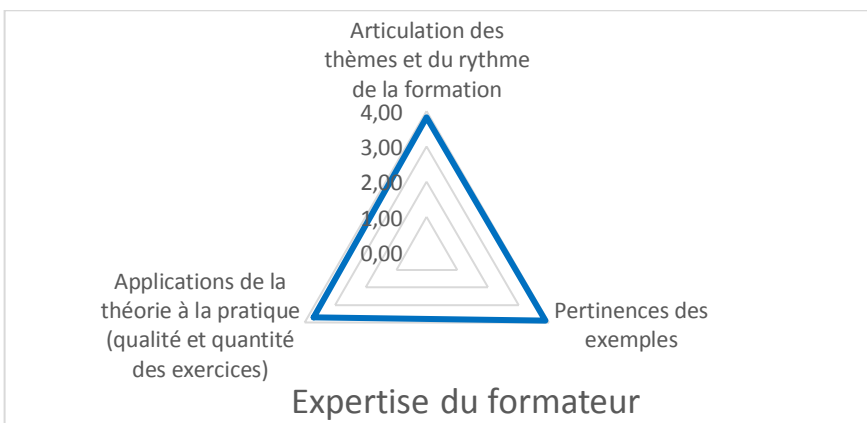 Articulation des
thèmes et du rythme
de la formation
4,00
3,00
2,00
1,00
0,00
Applications de la
théorie à la pratique
(qualité et quantité
des exercices)
Pertinences des
exemples
Expertise du formateur